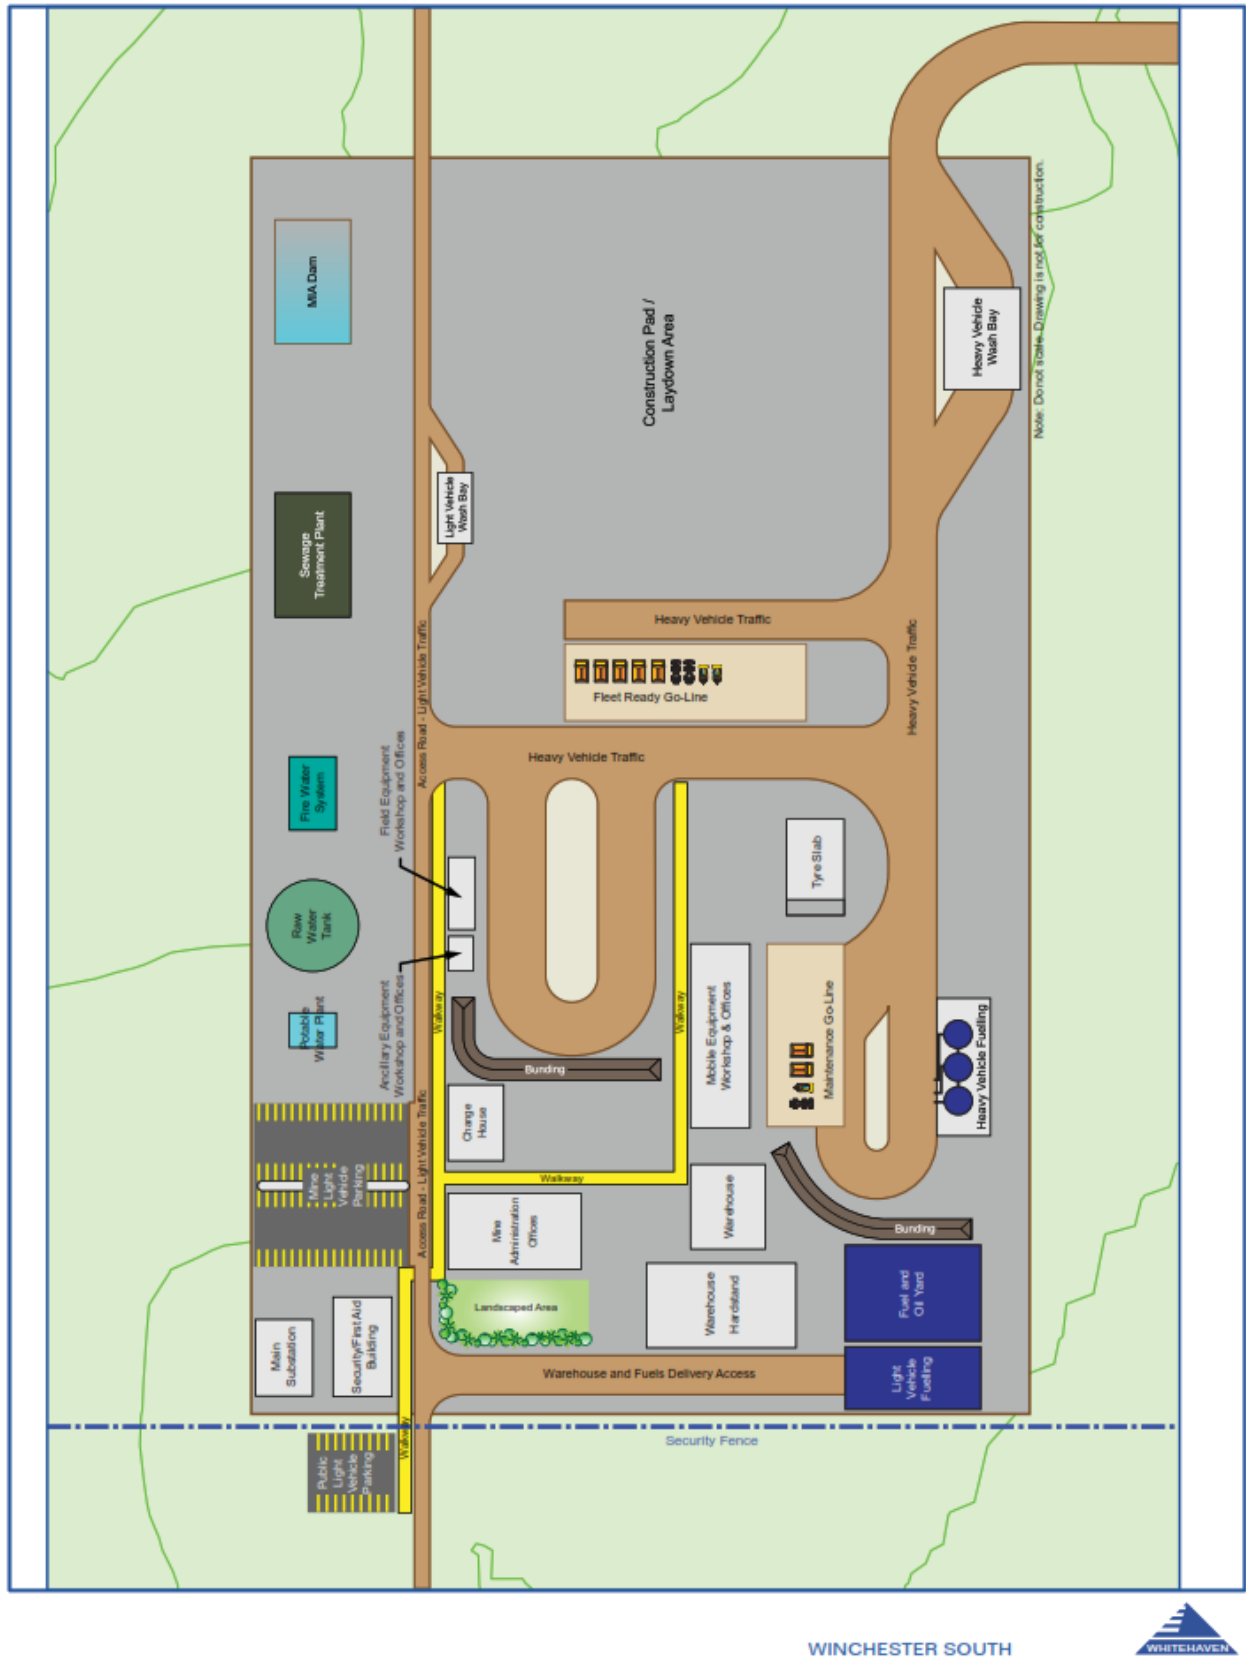 MIA Dam
Construction Pad /
Laydown Area
Heavy Vehicle
Wash Bay
Note: Do not scale. Drawing is not for construction.
Sewage
Treatment Plant
Light Vehicle
Wash Bay
Access Road - Light Vehicle Traffic
Heavy Vehicle Traffic
Fleet Ready Go-Line
Heavy Vehicle Traffic
Heavy Vehicle Traffic
Fire Water
System
Field Equipment
Workshop and Offices
Tyre Slab
Raw
Water
Tank
Potable
Water Plant
Ancillary Equipment
Workshop and Offices
Walkway
Walkway
Mobile Equipment
Workshop & Offices
Maintenance Go-Line
Heavy Vehicle Fuelling
Bunding
Change
House
Access Road - Light Vehicle Traffic
Mine
Light
Vehicle
Parking
Walkway
Mine
Administration
Offices
Warehouse
Bunding
Landscaped Area
Warehouse
Hardstand
Fuel and
Oil Yard
Main
Substation
Security/First Aid
Building
Warehouse and Fuels Delivery Access
Light
Vehicle
Fuelling
Security Fence
Walkway
Public
Light
Vehicle
Parking
WINCHESTER SOUTH
WHITEHAVEN